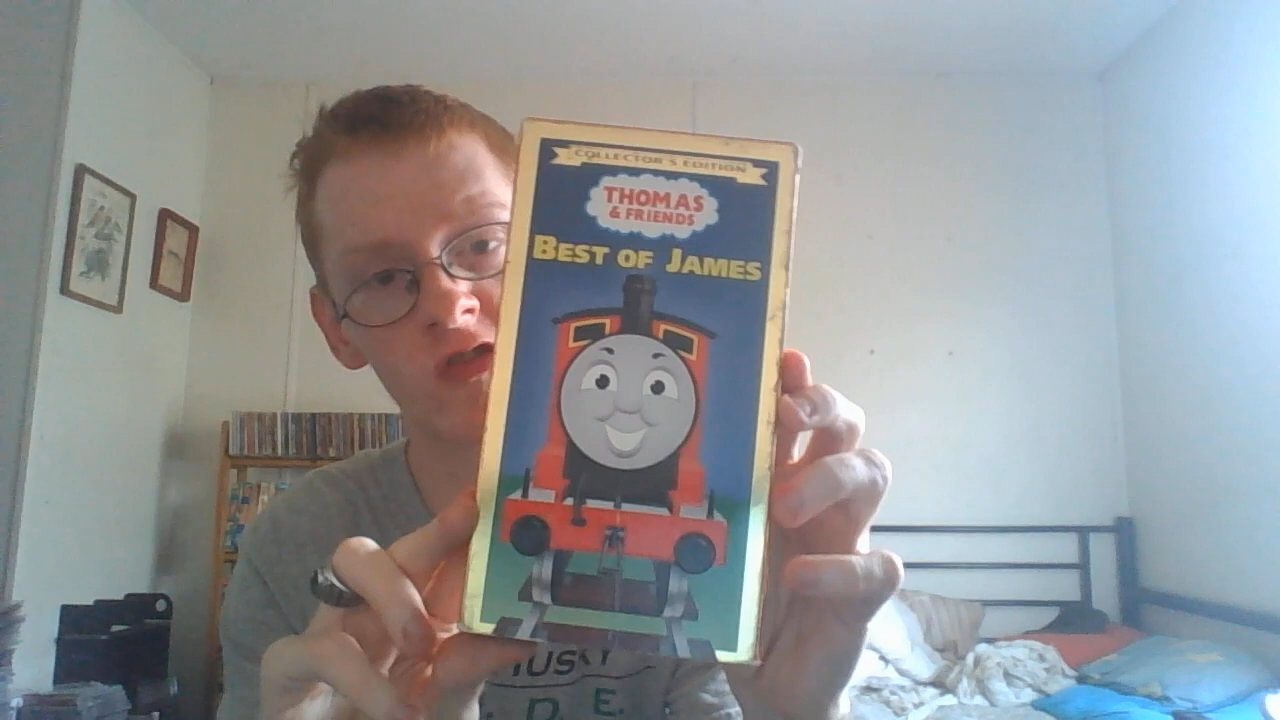 COLLECTOR'S EDITION
THOMAS
& FRIENDS
BEST OF JAMES
D. E.